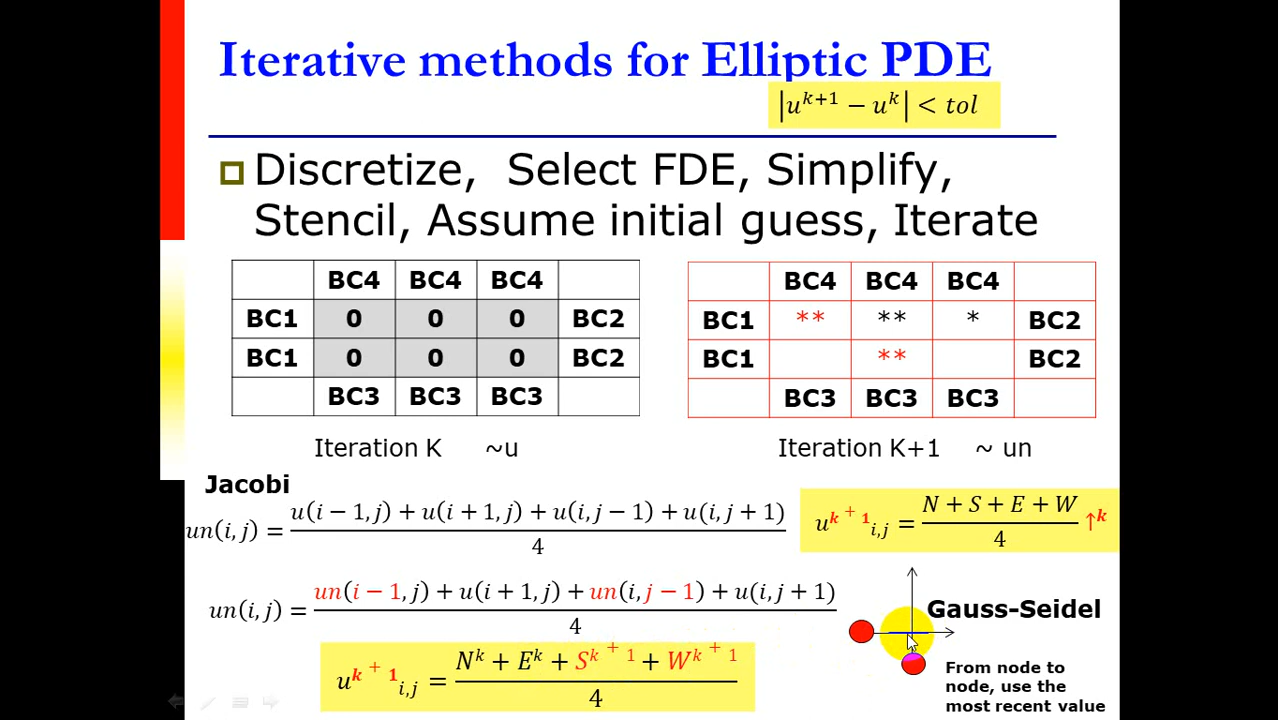 Iterative methods for Elliptic PDE
|u^{k+1} − u^k| < tol
Discretize, Select FDE, Simplify,
Stencil, Assume initial guess, Iterate
BC4 BC4 BC4
BC1 0 0 0 BC2
BC1 0 0 0 BC2
BC3 BC3 BC3
Iteration K ~u
BC4 BC4 BC4
BC1 ** ** * BC2
BC1 ** BC2
BC3 BC3 BC3
Iteration K+1 ~ un
Jacobi
un(i,j) = (u(i − 1,j) + u(i + 1,j) + u(i,j − 1) + u(i,j + 1))/4
u^{k+1}_{i,j} = (N + S + E + W)/4 ↑k
un(i,j) = (un(i − 1,j) + u(i + 1,j) + un(i,j − 1) + u(i,j + 1))/4
Gauss-Seidel
u^{k+1}_{i,j} = (N^k + E^k + S^{k+1} + W^{k+1})/4
From node to
node, use the
most recent value